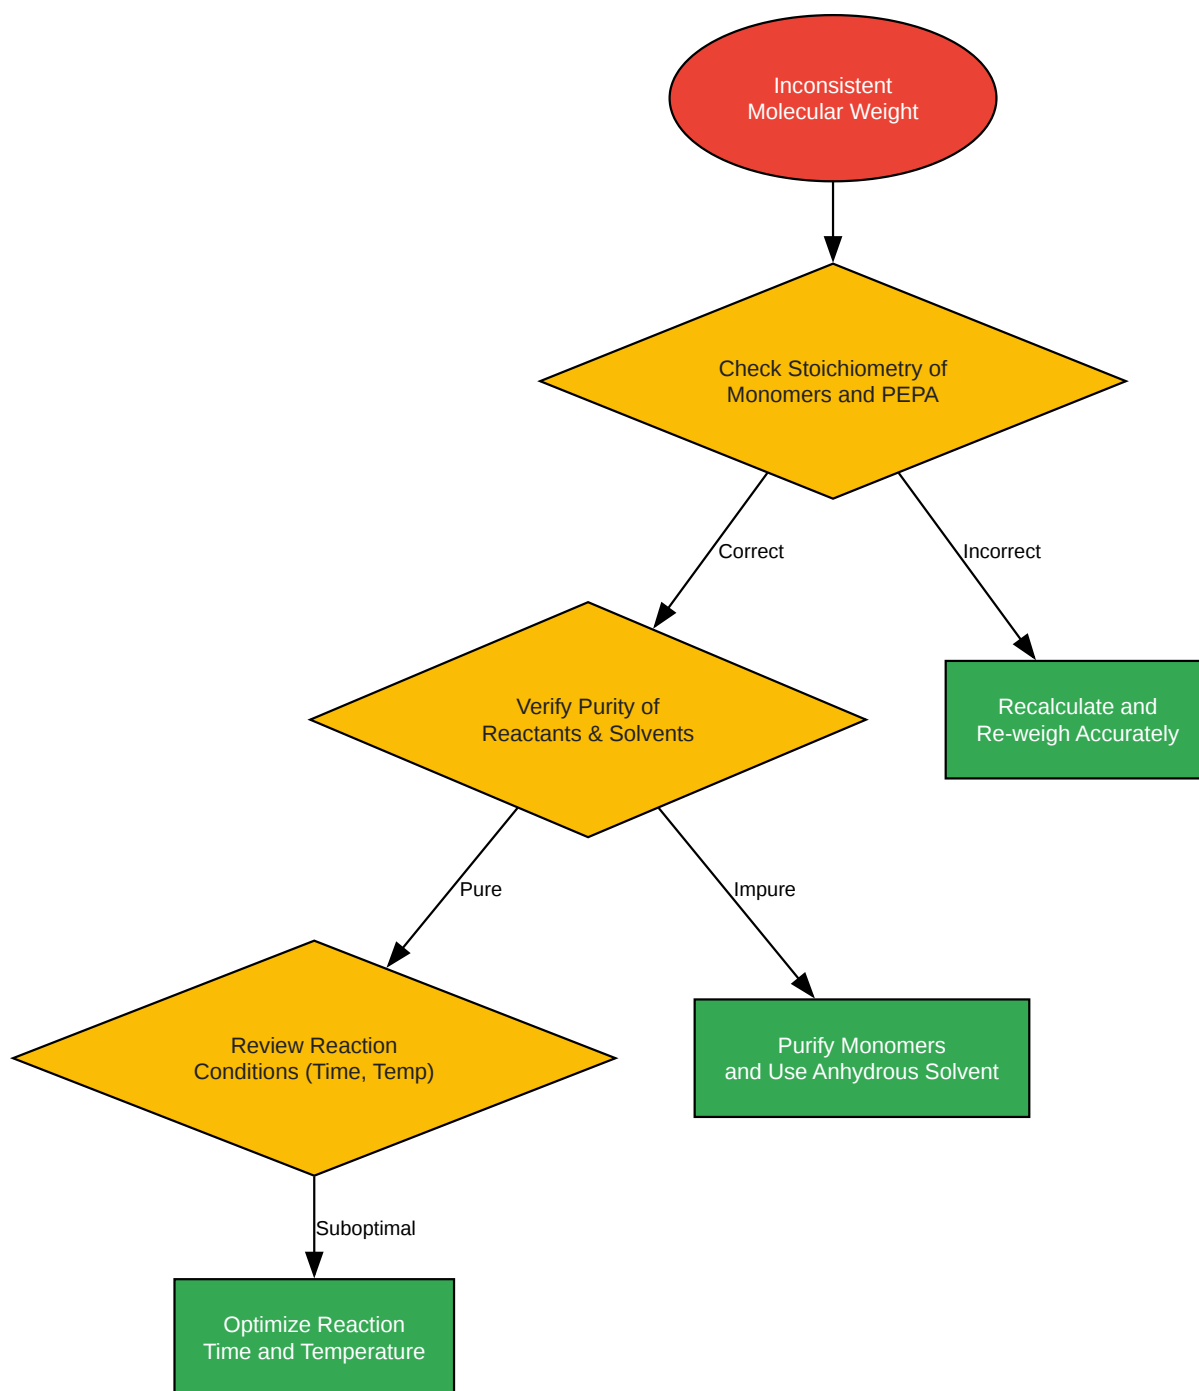 Inconsistent
Molecular Weight
Check Stoichiometry of
Monomers and PEPA
Correct
Incorrect
Verify Purity of
Reactants & Solvents
Recalculate and
Re-weigh Accurately
Pure
Impure
Review Reaction
Conditions (Time, Temp)
Purify Monomers
and Use Anhydrous Solvent
Suboptimal
Optimize Reaction
Time and Temperature